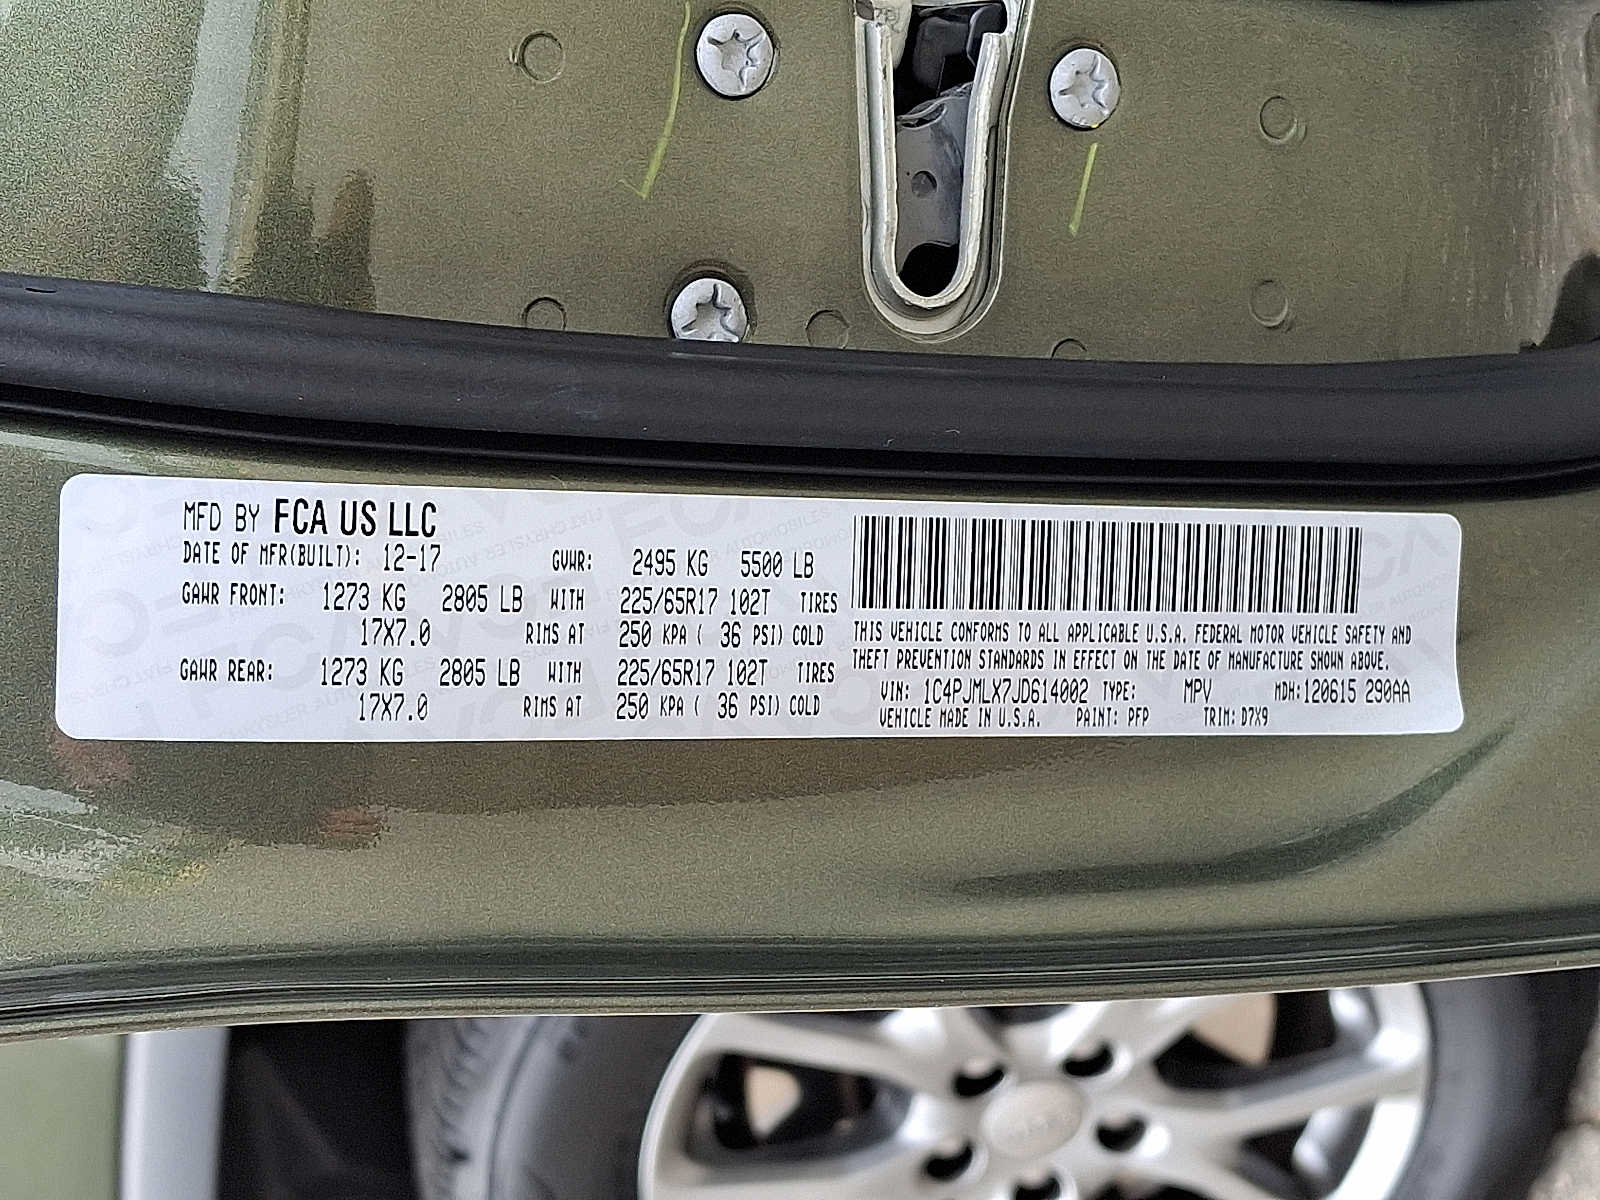 MFD BY FCA US LLC
DATE OF MFR(BUILT): 12-17 GVWR: 2495 KG 5500 LB
GAWR FRONT: 1273 KG 2805 LB WITH 225/65R17 102T TIRES
17X7.0 RIMS AT 250 KPA ( 36 PSI) COLD
GAWR REAR: 1273 KG 2805 LB WITH 225/65R17 102T TIRES
17X7.0 RIMS AT 250 KPA ( 36 PSI) COLD
THIS VEHICLE CONFORMS TO ALL APPLICABLE U.S.A. FEDERAL MOTOR VEHICLE SAFETY AND
THEFT PREVENTION STANDARDS IN EFFECT ON THE DATE OF MANUFACTURE SHOWN ABOVE.
VIN: 1C4PJMLX7JD614002 TYPE: MPV MDH:120615 290AA
VEHICLE MADE IN U.S.A. PAINT: PFP TRIM: D7X9